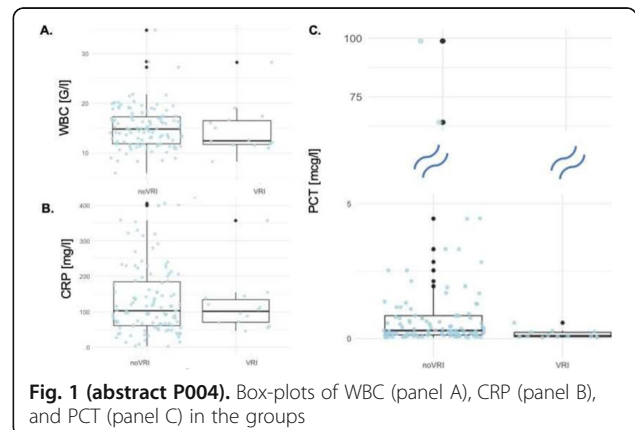 A.
WBC [G/l]
30
20
10
noVRI
VRI
B.
CRP [mg/l]
400
300
200
100
0
noVRI
VRI
C.
PCT [mcg/l]
100
75
5
0
noVRI
VRI
Fig. 1 (abstract P004). Box-plots of WBC (panel A), CRP (panel B),
and PCT (panel C) in the groups